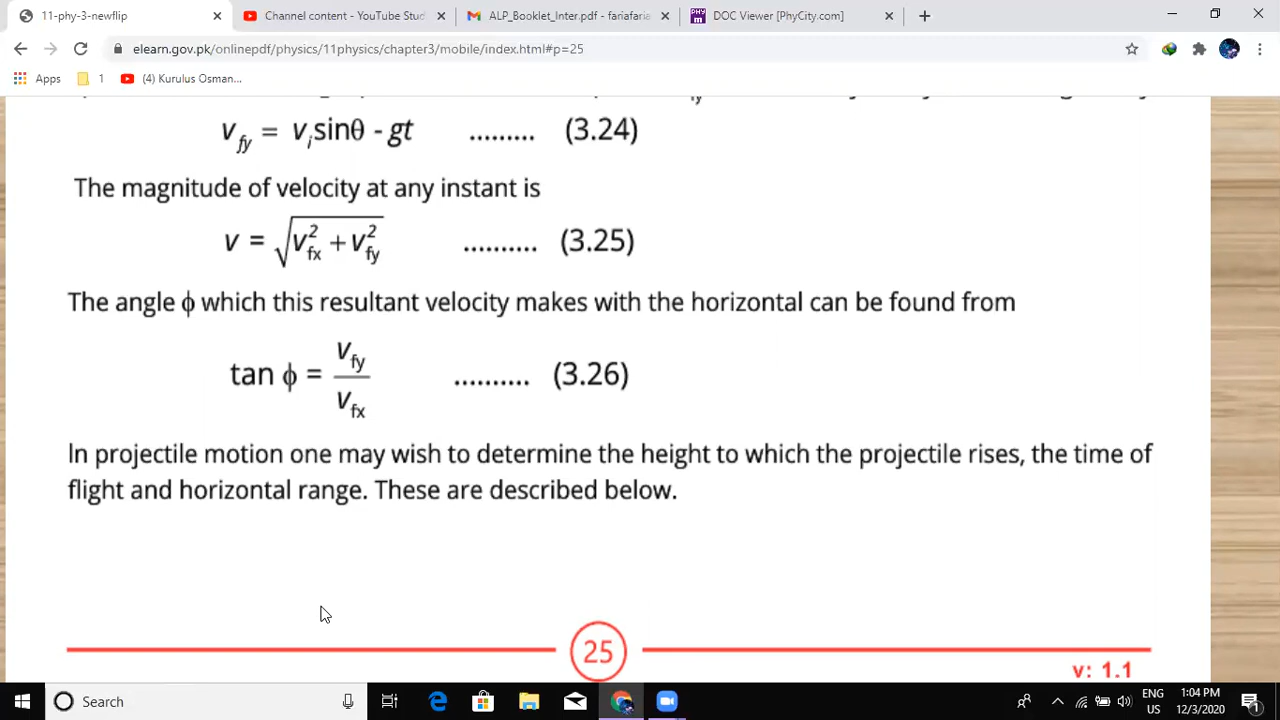 11-phy-3-newflip
Channel content - YouTube Stud
ALP_Booklet_Inter.pdf - fariafaria
DOC Viewer [PhyCity.com]
elearn.gov.pk/onlinepdf/physics/11physics/chapter3/mobile/index.html#p=25
Apps
1
(4) Kurulus Osman...
v_fy = v_i sinθ - gt ......... (3.24)
The magnitude of velocity at any instant is
v = √(v²_fx + v²_fy) .......... (3.25)
The angle ϕ which this resultant velocity makes with the horizontal can be found from
tan ϕ = v_fy / v_fx .......... (3.26)
In projectile motion one may wish to determine the height to which the projectile rises, the time of
flight and horizontal range. These are described below.
25
v: 1.1
Search
ENG
US
1:04 PM
12/3/2020
1